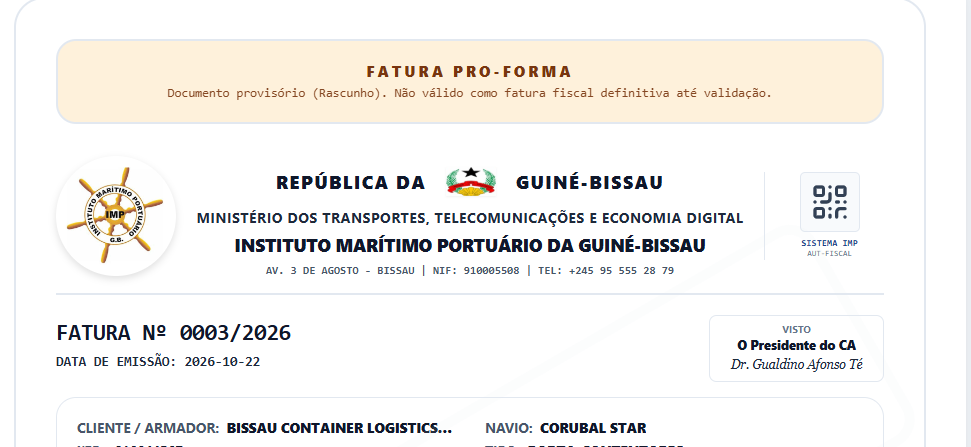 FATURA PRO-FORMA
Documento provisório (Rascunho). Não válido como fatura fiscal definitiva até validação.
INSTITUTO MARÍTIMO PORTUÁRIO
IMP
G.B.
REPÚBLICA DA GUINÉ-BISSAU
MINISTÉRIO DOS TRANSPORTES, TELECOMUNICAÇÕES E ECONOMIA DIGITAL
INSTITUTO MARÍTIMO PORTUÁRIO DA GUINÉ-BISSAU
AV. 3 DE AGOSTO - BISSAU | NIF: 910005508 | TEL: +245 95 555 28 79
SISTEMA IMP
AUT-FISCAL
FATURA Nº 0003/2026
DATA DE EMISSÃO: 2026-10-22
VISTO
O Presidente do CA
Dr. Gualdino Afonso Té
CLIENTE / ARMADOR: BISSAU CONTAINER LOGISTICS...
NAVIO: CORUBAL STAR